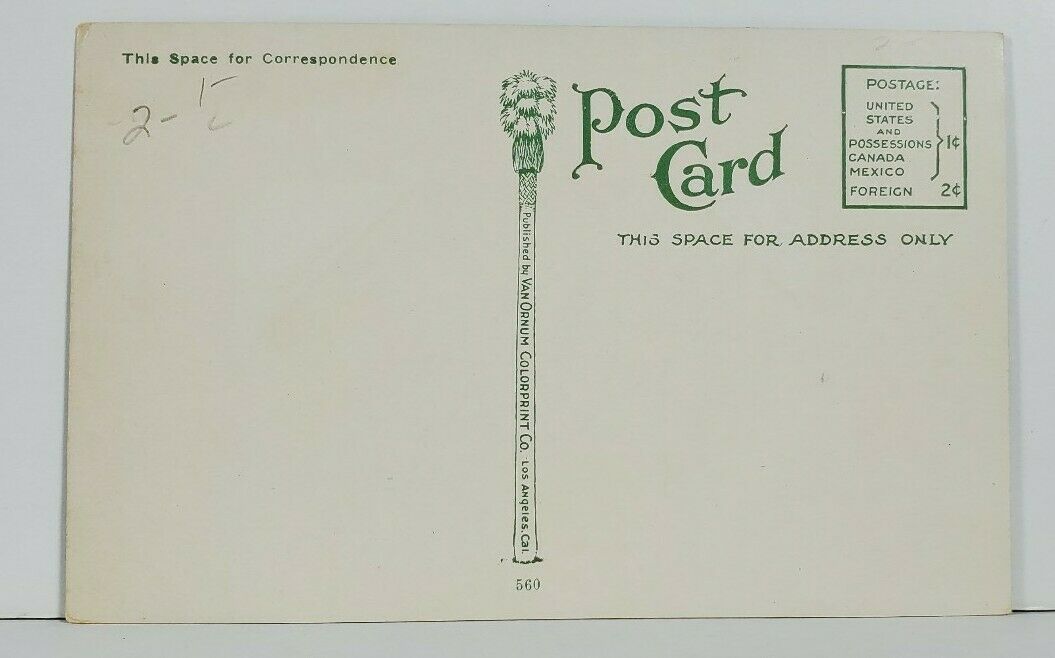 This Space for Correspondence
2-
Post
Card
POSTAGE:
UNITED
STATES
AND
POSSESSIONS
CANADA
MEXICO
1¢
FOREIGN 2¢
THIS SPACE FOR ADDRESS ONLY
Published by VAN ORNUM COLORPRINT CO. LOS ANGELES, CAL.
560